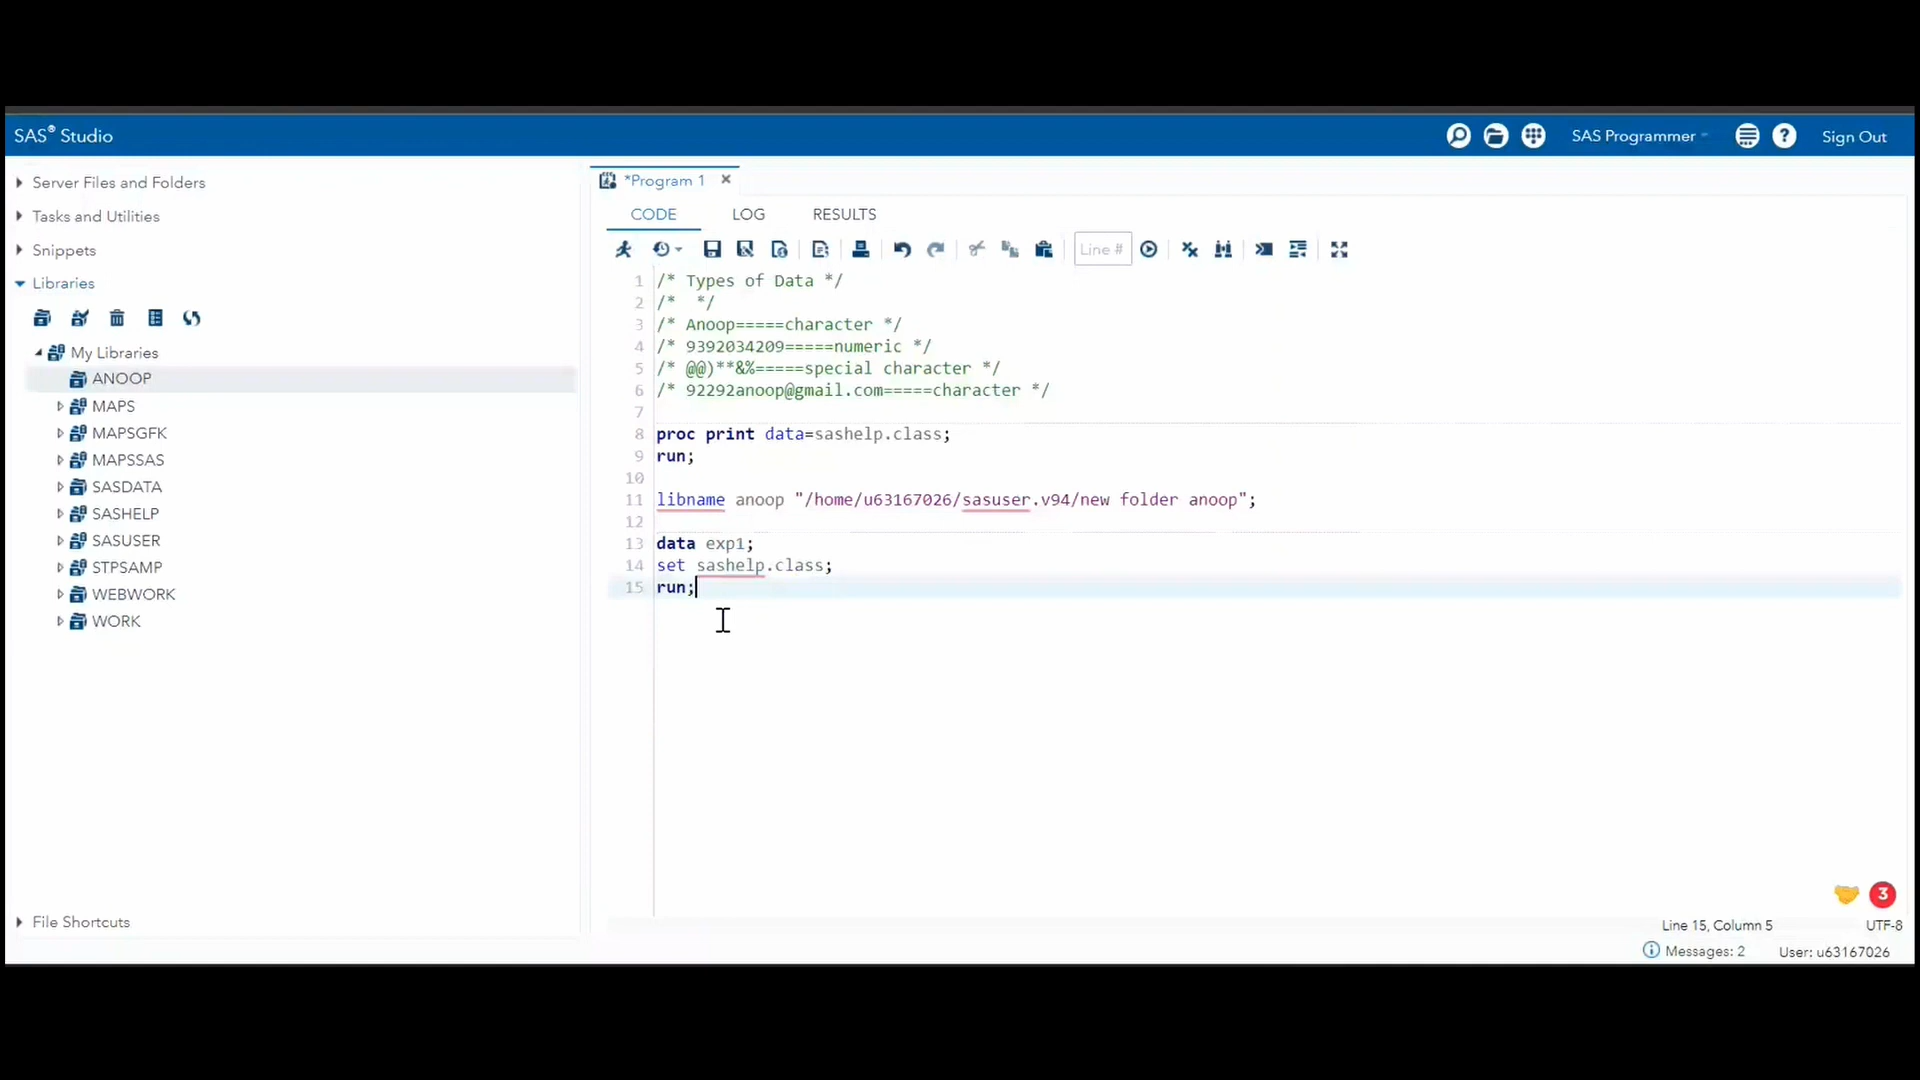 SAS® Studio
SAS Programmer
Sign Out
Server Files and Folders
Tasks and Utilities
Snippets
Libraries
My Libraries
ANOOP
MAPS
MAPSGFK
MAPSSAS
SASDATA
SASHELP
SASUSER
STPSAMP
WEBWORK
WORK
File Shortcuts
*Program 1
CODE LOG RESULTS
Line #
1 /* Types of Data */
2 /*  */
3 /* Anoop=====character */
4 /* 9392034209=====numeric */
5 /* @@)**&%=====special character */
6 /* 92292anoop@gmail.com=====character */
7
8 proc print data=sashelp.class;
9 run;
10
11 libname anoop "/home/u63167026/sasuser.v94/new folder anoop";
12
13 data exp1;
14 set sashelp.class;
15 run;
3
Line 15, Column 5
UTF-8
Messages: 2
User: u63167026